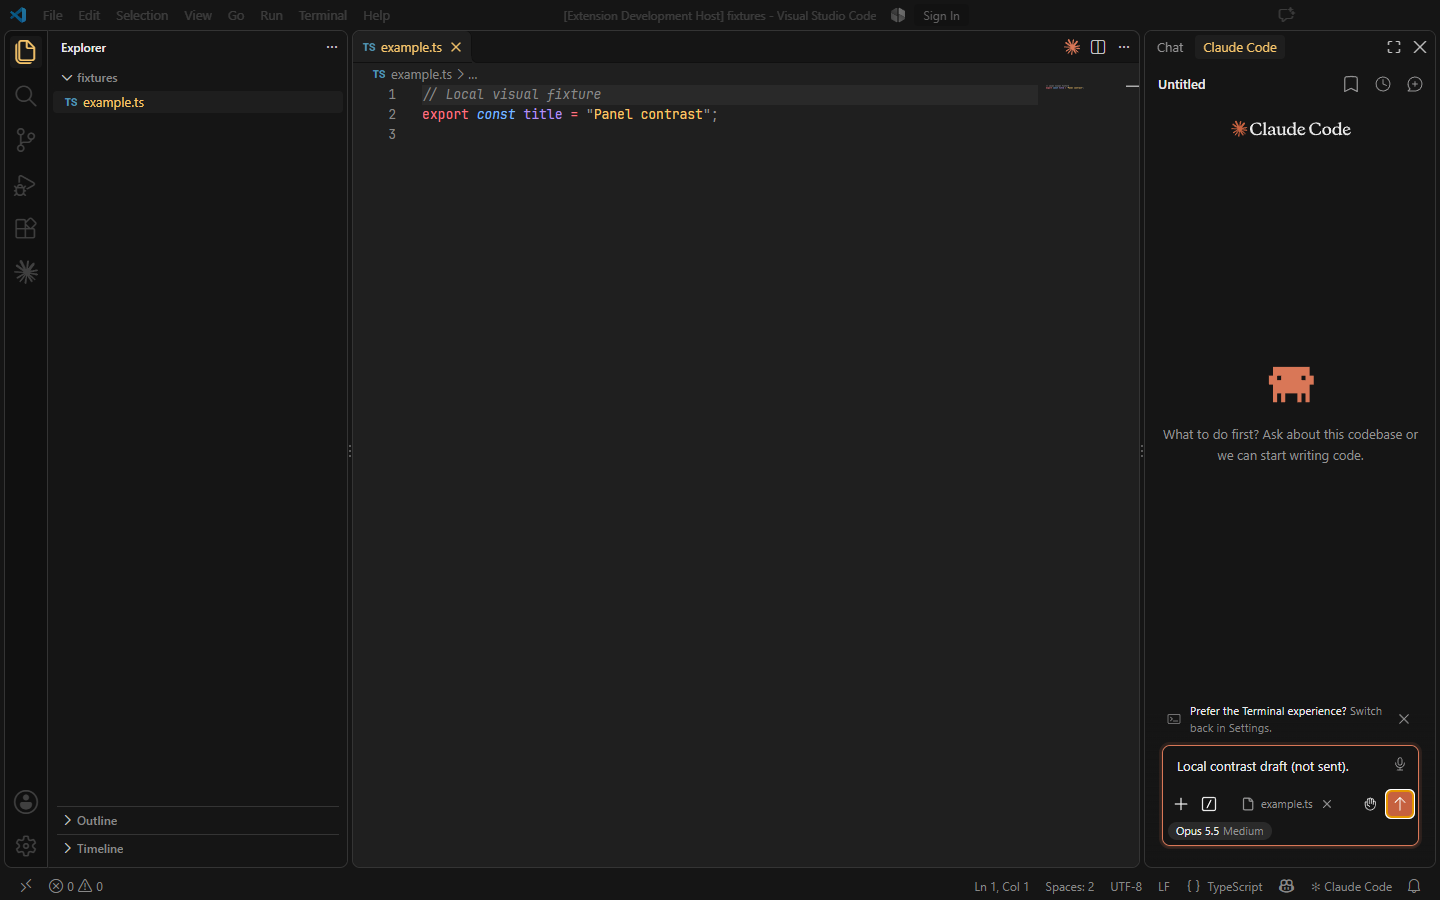 File Edit Selection View Go Run Terminal Help
[Extension Development Host] fixtures - Visual Studio Code
Sign In
Explorer
fixtures
TS example.ts
Outline
Timeline
TS example.ts
TS example.ts > ...
1 // Local visual fixture
2 export const title = "Panel contrast";
3
Chat Claude Code
Untitled
Claude Code
What to do first? Ask about this codebase or
we can start writing code.
Prefer the Terminal experience? Switch
back in Settings.
Local contrast draft (not sent).
example.ts
Opus 5.5 Medium
0 0
Ln 1, Col 1 Spaces: 2 UTF-8 LF { } TypeScript Claude Code